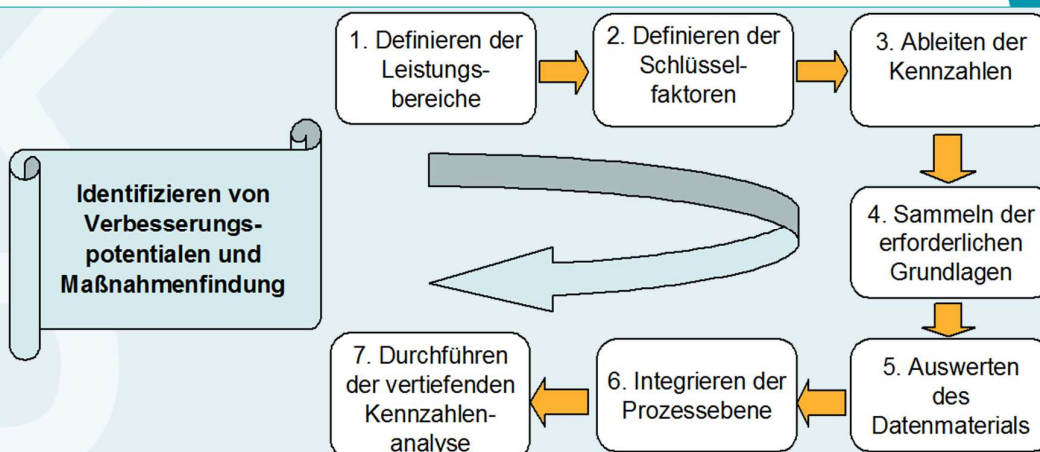 1. Definieren der
Leistungs-
bereiche
2. Definieren der
Schlüssel-
faktoren
3. Ableiten der
Kennzahlen
Identifizieren von
Verbesserungs-
potentialen und
Maßnahmenfindung
4. Sammeln der
erforderlichen
Grundlagen
5. Auswerten
des
Datenmaterials
6. Integrieren der
Prozessebene
7. Durchführen
der vertiefenden
Kennzahlen-
analyse